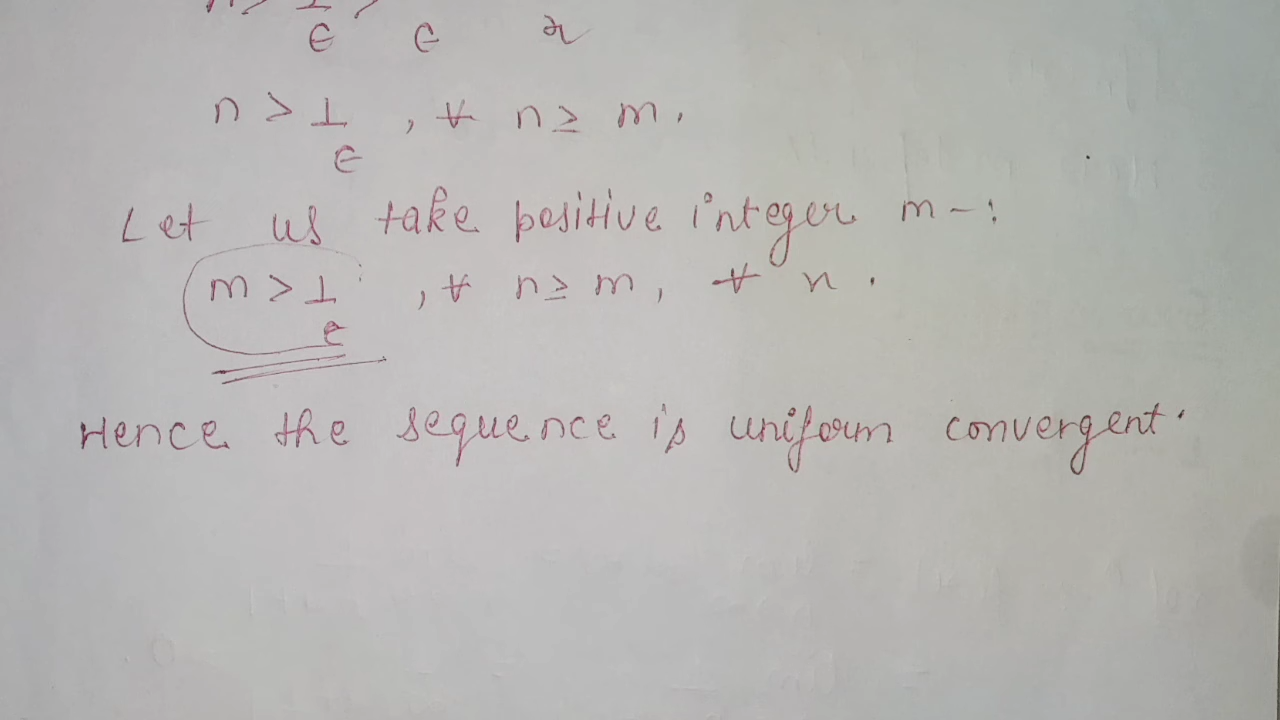 ∈ ∈ x
n > 1/∈ , ∀ n ≥ m.
Let us take positive integer m -:
m > 1/∈ , ∀ n ≥ m, ∀ x.
Hence the sequence is uniform convergent.